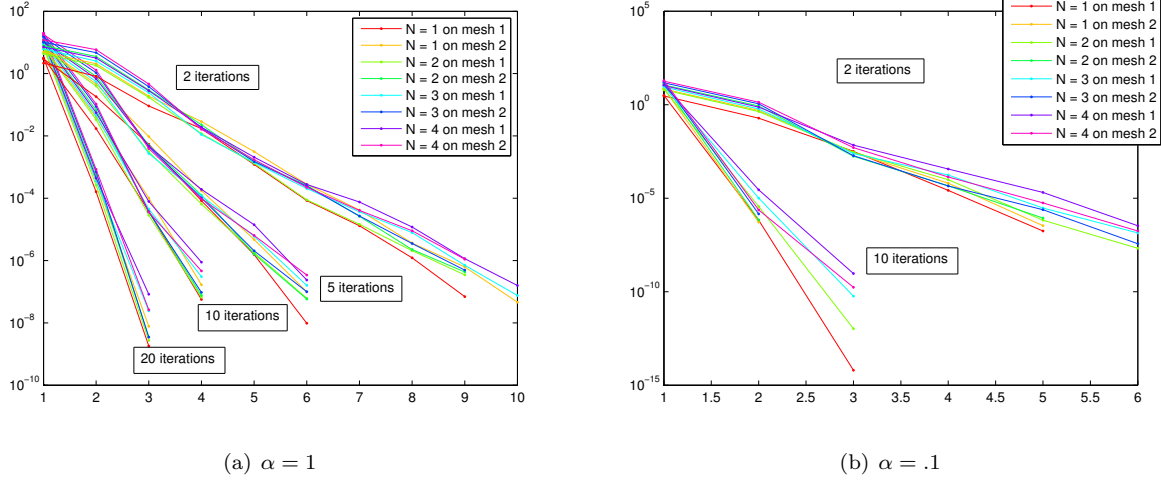 10^2
10^0
10^-2
10^-4
10^-6
10^-8
10^-10
1 2 3 4 5 6 7 8 9 10
N = 1 on mesh 1
N = 1 on mesh 2
N = 2 on mesh 1
N = 2 on mesh 2
N = 3 on mesh 1
N = 3 on mesh 2
N = 4 on mesh 1
N = 4 on mesh 2
2 iterations
5 iterations
10 iterations
20 iterations
(a) α = 1
10^10
10^5
10^0
10^-5
10^-10
10^-15
1 1.5 2 2.5 3 3.5 4 4.5 5 5.5 6
N = 1 on mesh 1
N = 1 on mesh 2
N = 2 on mesh 1
N = 2 on mesh 2
N = 3 on mesh 1
N = 3 on mesh 2
N = 4 on mesh 1
N = 4 on mesh 2
2 iterations
10 iterations
(b) α = .1